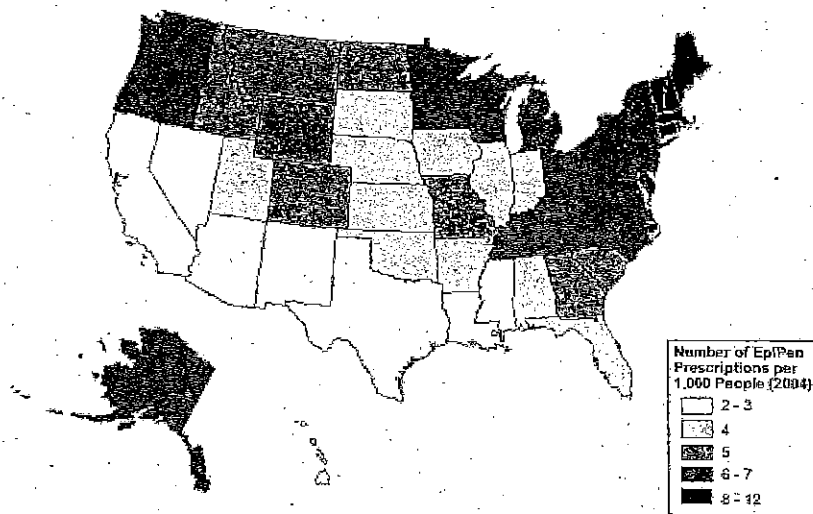 Number of EpiPen
Prescriptions per
1,000 People (2004)
2 - 3
4
5
6 - 7
8 - 12